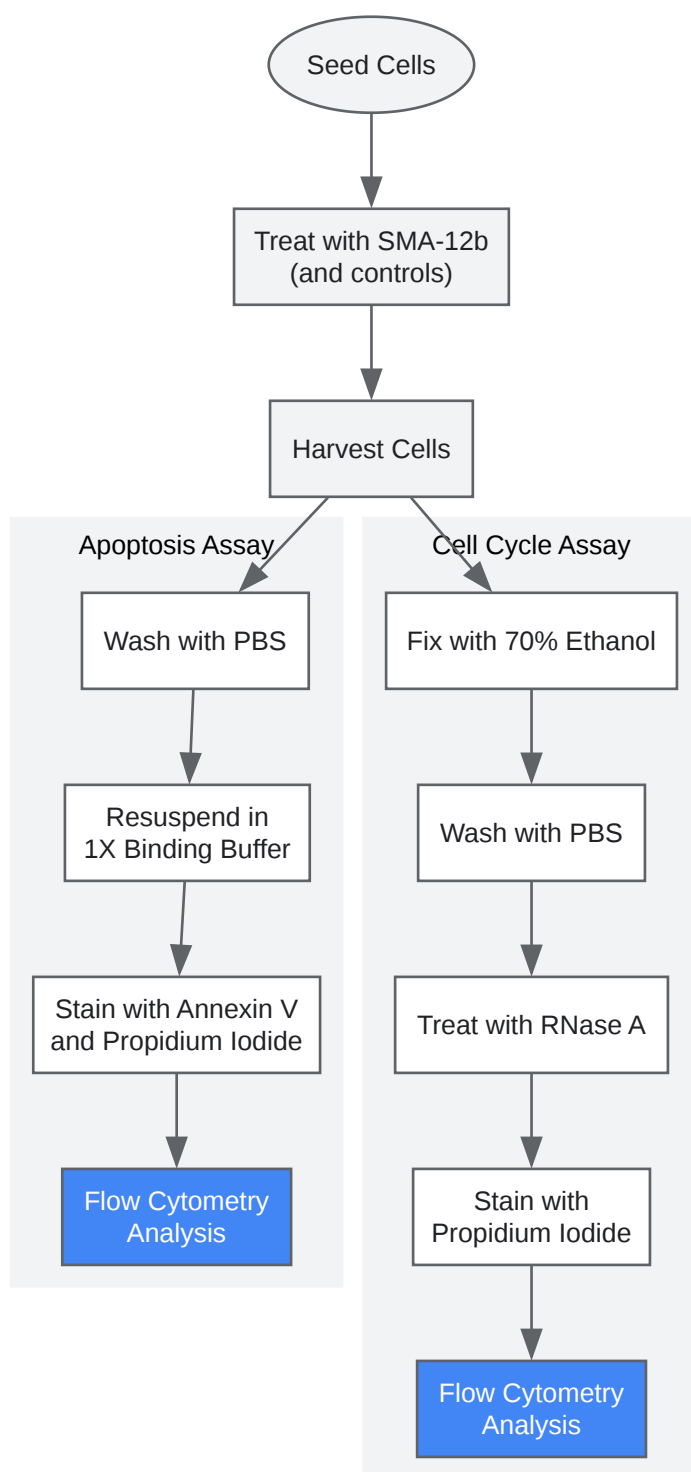 Seed Cells
Treat with SMA-12b
(and controls)
Harvest Cells
Apoptosis Assay
Wash with PBS
Resuspend in
1X Binding Buffer
Stain with Annexin V
and Propidium Iodide
Flow Cytometry
Analysis
Cell Cycle Assay
Fix with 70% Ethanol
Wash with PBS
Treat with RNase A
Stain with
Propidium Iodide
Flow Cytometry
Analysis